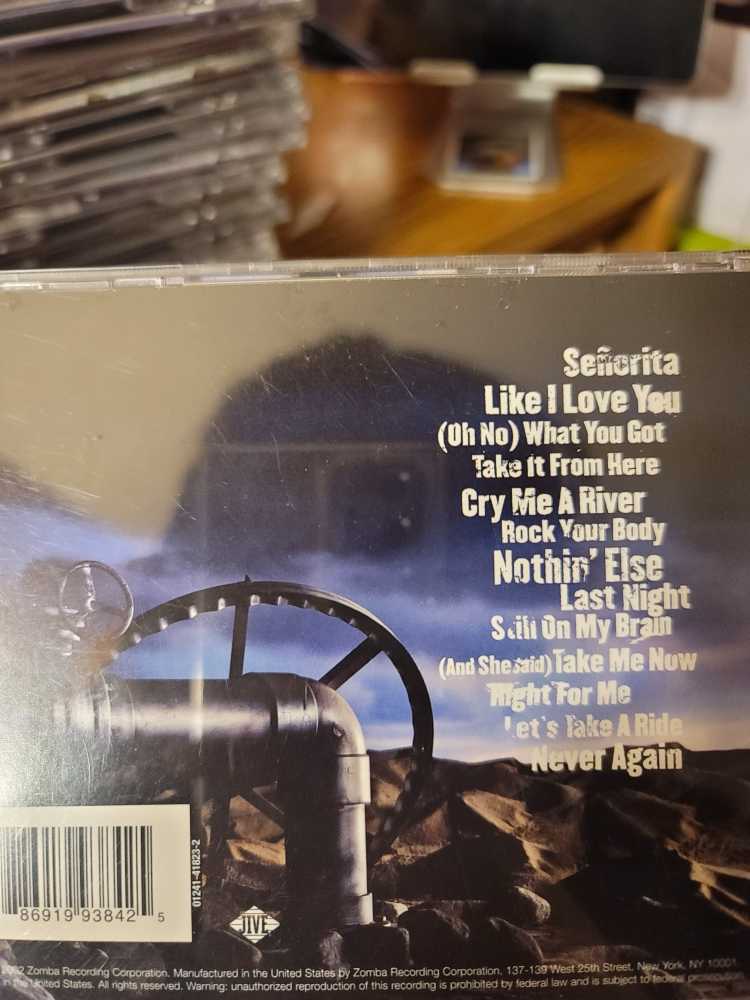 Señorita
Like I Love You
(Oh No) What You Got
Take It From Here
Cry Me A River
Rock Your Body
Nothin' Else
Last Night
Still On My Brain
(And She Said) Take Me Now
Right For Me
Let's Take A Ride
Never Again
01241-41823-2
86919 93842 5
JIVE
2002 Zomba Recording Corporation. Manufactured in the United States by Zomba Recording Corporation. 137-139 West 25th Street, New York, NY 10001.
in the United States. All rights reserved. Warning: unauthorized reproduction of this recording is prohibited by federal law and is subject to federal prosecution